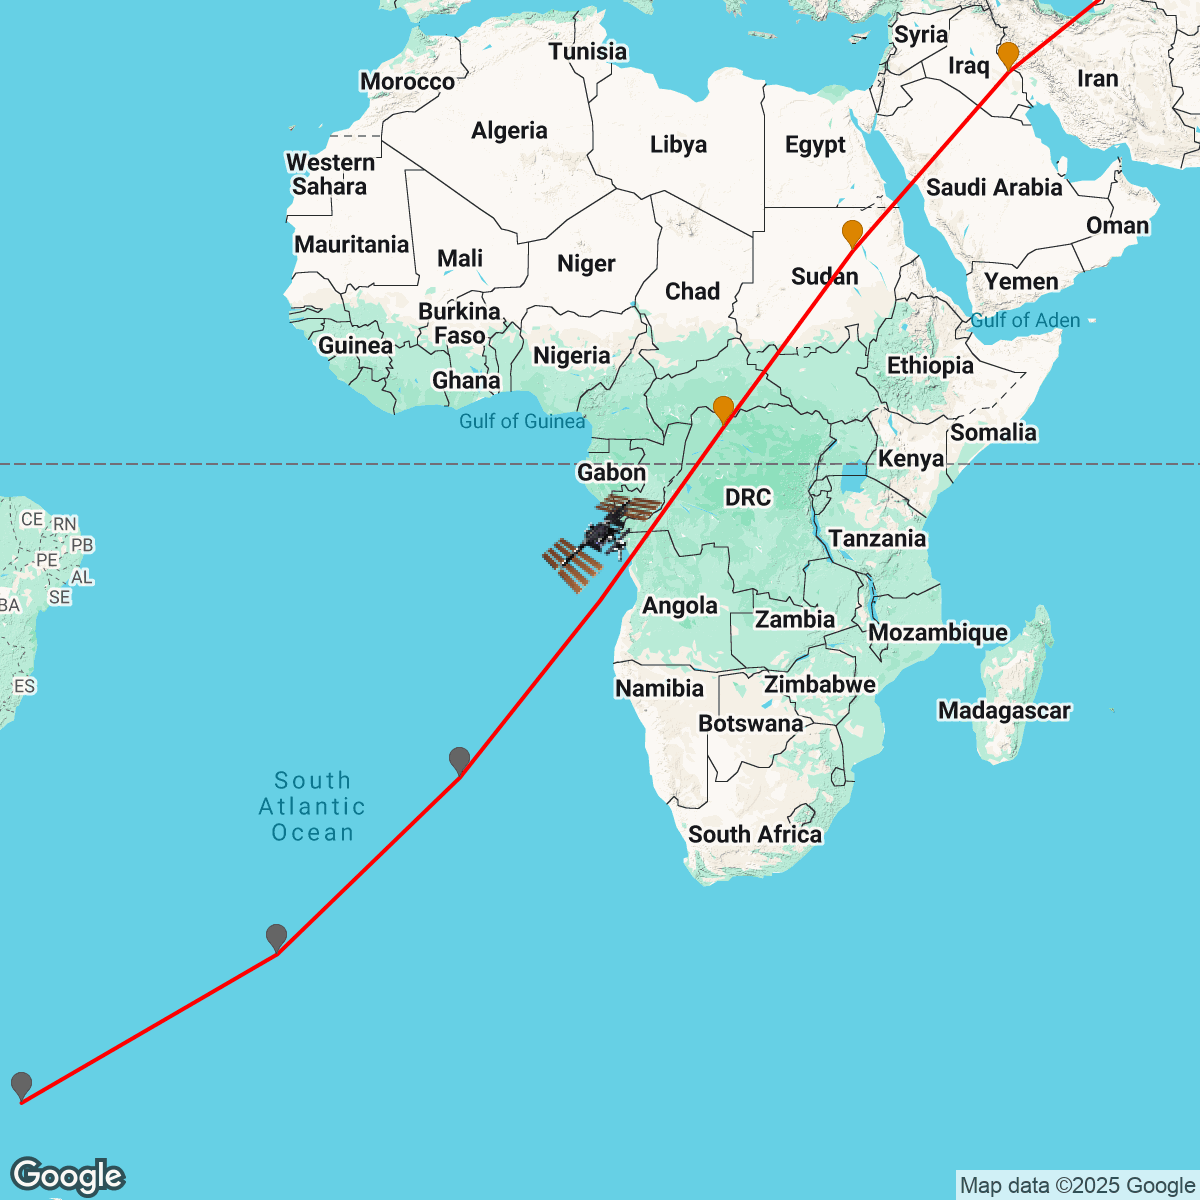 Tunisia
Syria
Morocco
Iraq
Iran
Algeria
Libya
Egypt
Western
Sahara
Saudi Arabia
Oman
Mauritania
Mali
Niger
Chad
Sudan
Yemen
Burkina
Faso
Gulf of Aden
Guinea
Nigeria
Ethiopia
Ghana
Gulf of Guinea
Somalia
Kenya
Gabon
DRC
CE
RN
PB
PE
AL
SE
BA
Tanzania
Angola
Zambia
Mozambique
ES
Namibia
Zimbabwe
Botswana
Madagascar
South
Atlantic
Ocean
South Africa
Google
Map data ©2025 Google